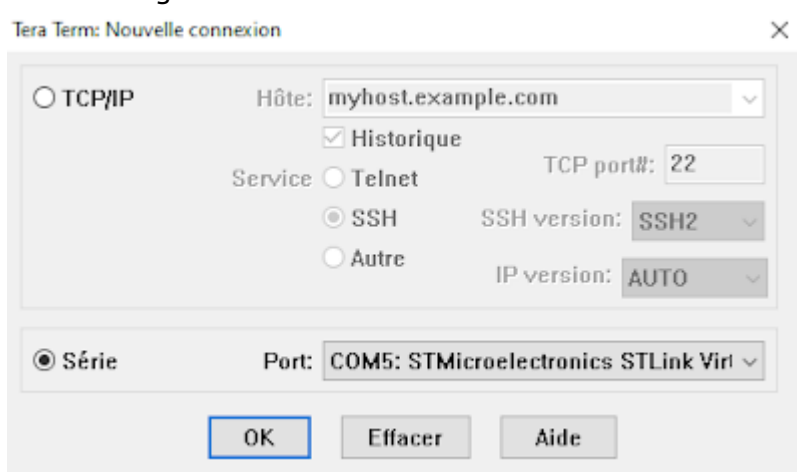 Tera Term: Nouvelle connexion
TCP/IP Hôte: myhost.example.com
Historique
Service Telnet TCP port#: 22
SSH SSH version: SSH2
Autre IP version: AUTO
Série Port: COM5: STMicroelectronics STLink Virt
OK Effacer Aide